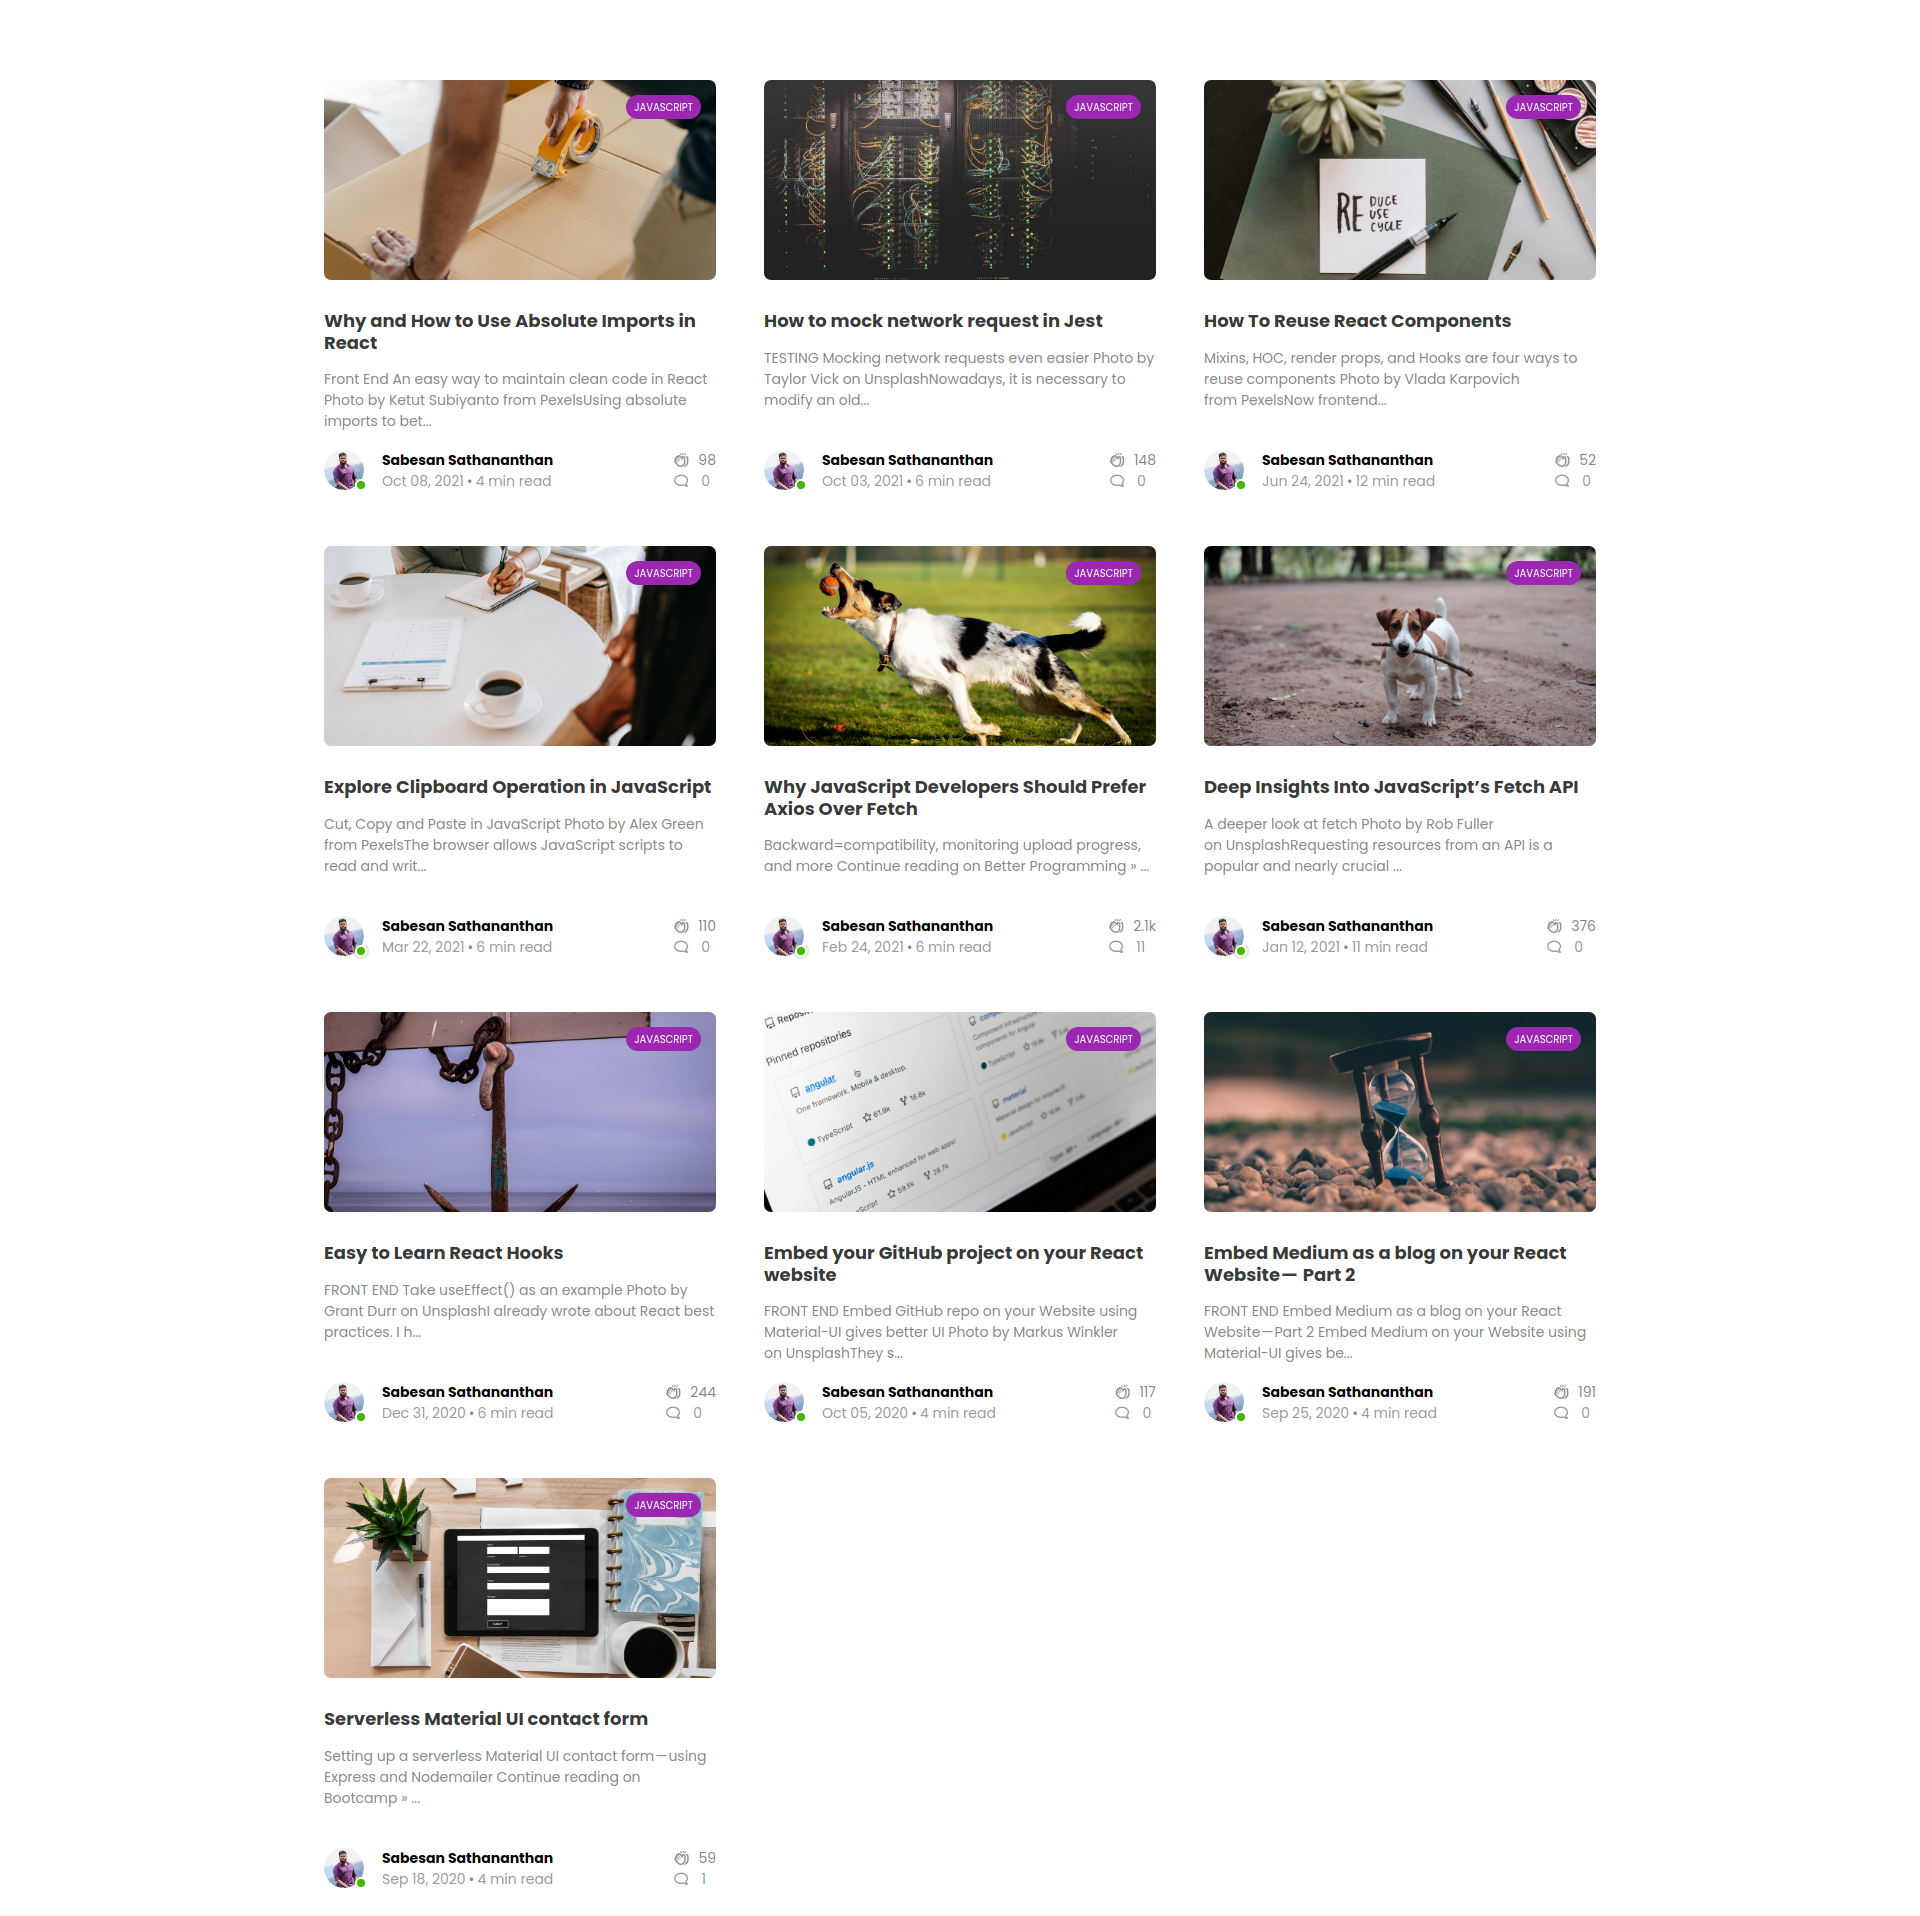 JAVASCRIPT
Why and How to Use Absolute Imports in
React
Front End An easy way to maintain clean code in React
Photo by Ketut Subiyanto from PexelsUsing absolute
imports to bet...
Sabesan Sathananthan
98
Oct 08, 2021 • 4 min read
0
JAVASCRIPT
How to mock network request in Jest
TESTING Mocking network requests even easier Photo by
Taylor Vick on UnsplashNowadays, it is necessary to
modify an old...
Sabesan Sathananthan
148
Oct 03, 2021 • 6 min read
0
JAVASCRIPT
RE DUCE
USE
CYCLE
How To Reuse React Components
Mixins, HOC, render props, and Hooks are four ways to
reuse components Photo by Vlada Karpovich
from PexelsNow frontend...
Sabesan Sathananthan
52
Jun 24, 2021 • 12 min read
0
JAVASCRIPT
Explore Clipboard Operation in JavaScript
Cut, Copy and Paste in JavaScript Photo by Alex Green
from PexelsThe browser allows JavaScript scripts to
read and writ...
Sabesan Sathananthan
110
Mar 22, 2021 • 6 min read
0
JAVASCRIPT
Why JavaScript Developers Should Prefer
Axios Over Fetch
Backward=compatibility, monitoring upload progress,
and more Continue reading on Better Programming » ...
Sabesan Sathananthan
2.1k
Feb 24, 2021 • 6 min read
11
JAVASCRIPT
Deep Insights Into JavaScript’s Fetch API
A deeper look at fetch Photo by Rob Fuller
on UnsplashRequesting resources from an API is a
popular and nearly crucial ...
Sabesan Sathananthan
376
Jan 12, 2021 • 11 min read
0
JAVASCRIPT
Easy to Learn React Hooks
FRONT END Take useEffect() as an example Photo by
Grant Durr on UnsplashI already wrote about React best
practices. I h...
Sabesan Sathananthan
244
Dec 31, 2020 • 6 min read
0
JAVASCRIPT
Pinned repositories
angular
One framework. Mobile & desktop.
TypeScript 61.9k 16.8k
angular.js
AngularJS - HTML enhanced for web apps!
59.5k 28.7k
Component infrastructure
components for Angular
TypeScript
material
Material design for AngularJS
JavaScript
Embed your GitHub project on your React
website
FRONT END Embed GitHub repo on your Website using
Material-UI gives better UI Photo by Markus Winkler
on UnsplashThey s...
Sabesan Sathananthan
117
Oct 05, 2020 • 4 min read
0
JAVASCRIPT
Embed Medium as a blog on your React
Website— Part 2
FRONT END Embed Medium as a blog on your React
Website—Part 2 Embed Medium on your Website using
Material-UI gives be...
Sabesan Sathananthan
191
Sep 25, 2020 • 4 min read
0
JAVASCRIPT
Serverless Material UI contact form
Setting up a serverless Material UI contact form—using
Express and Nodemailer Continue reading on
Bootcamp » ...
Sabesan Sathananthan
59
Sep 18, 2020 • 4 min read
1